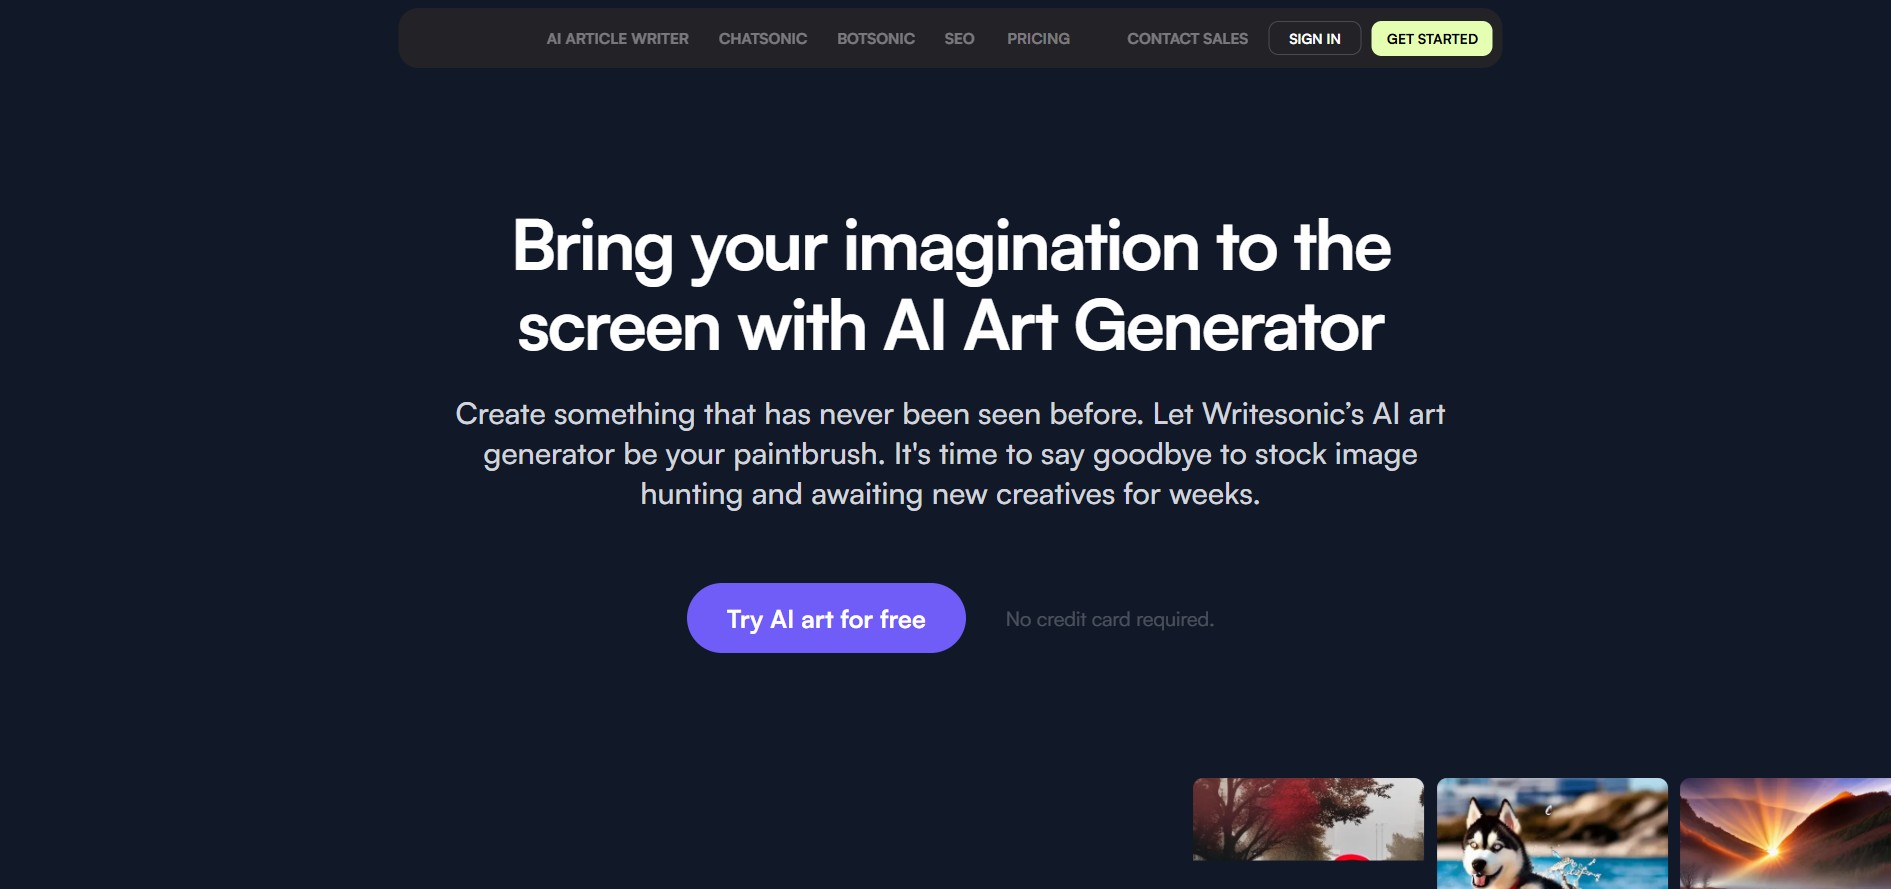 AI ARTICLE WRITER CHATSONIC BOTSONIC SEO PRICING CONTACT SALES SIGN IN GET STARTED
Bring your imagination to the
screen with AI Art Generator
Create something that has never been seen before. Let Writesonic’s AI art
generator be your paintbrush. It's time to say goodbye to stock image
hunting and awaiting new creatives for weeks.
Try AI art for free No credit card required.